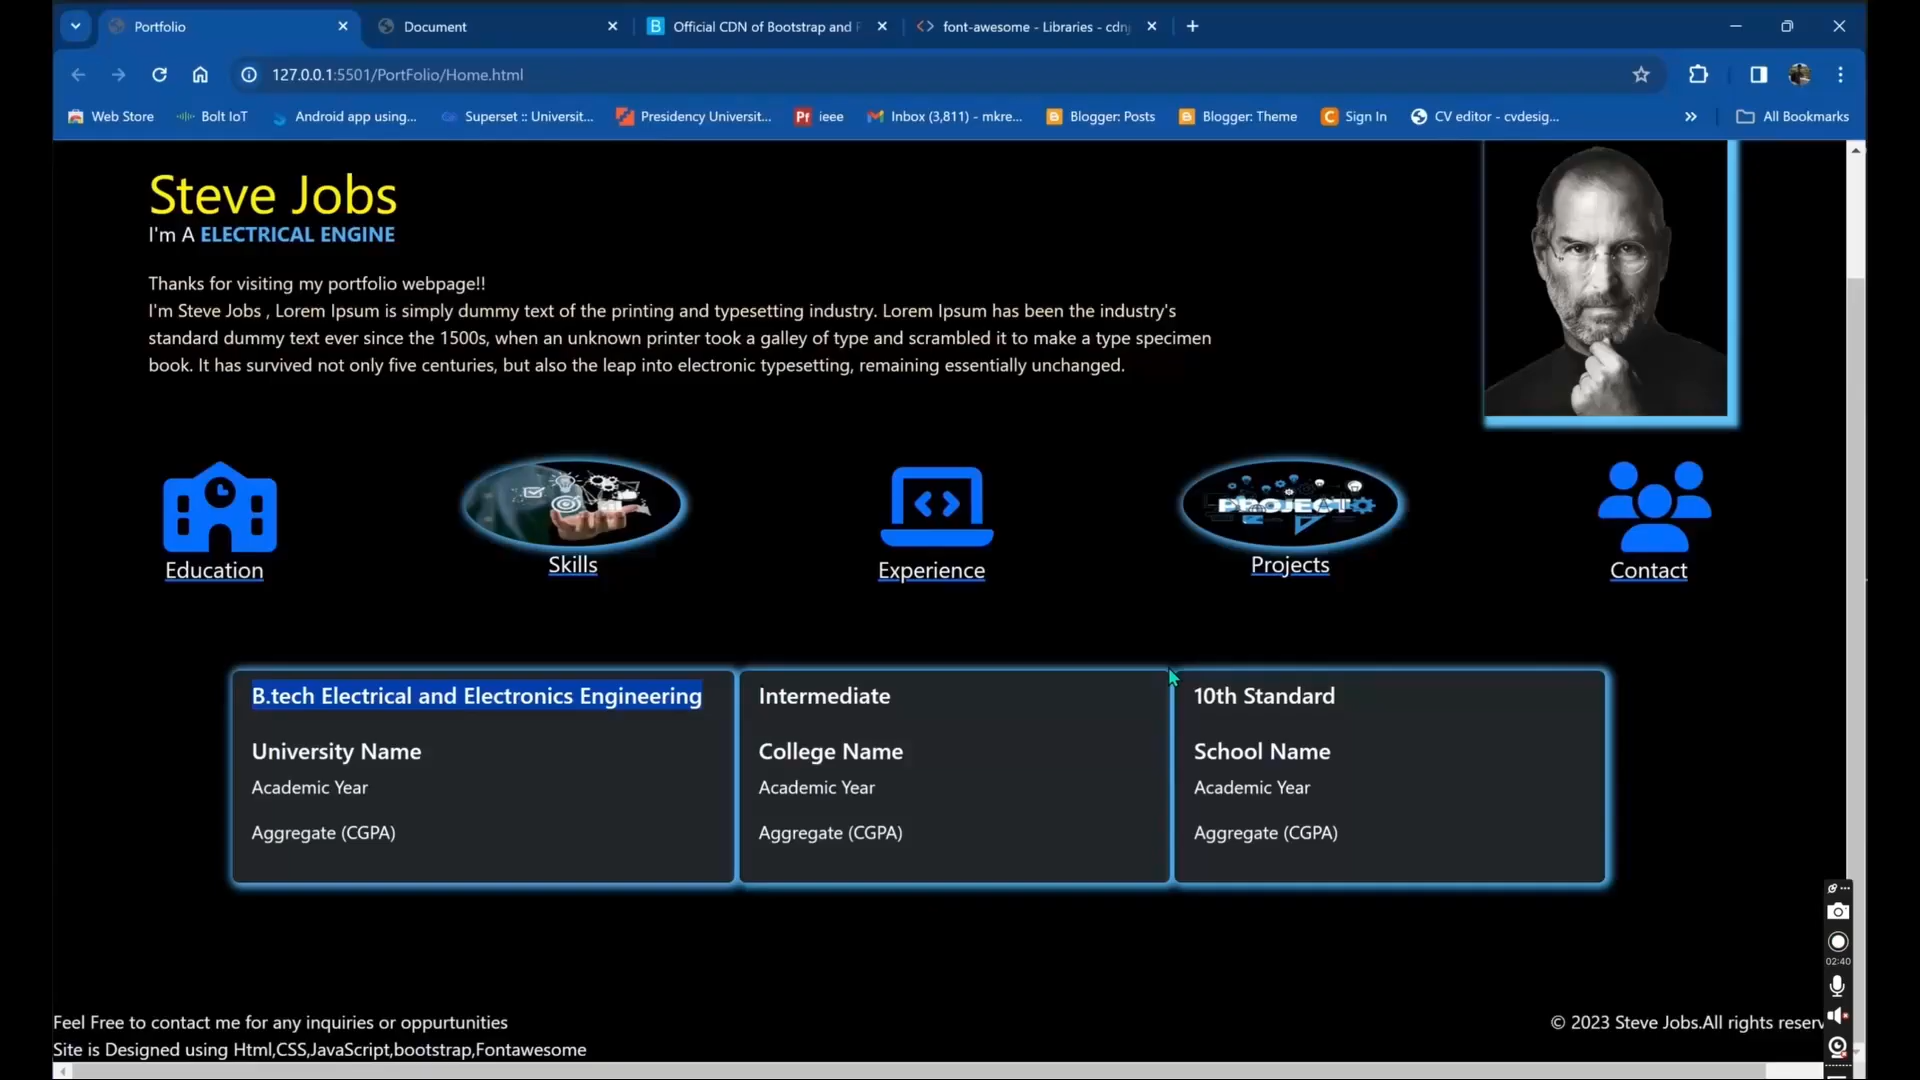 Portfolio
Document
Official CDN of Bootstrap and
font-awesome - Libraries - cdn
127.0.0.1:5501/PortFolio/Home.html
Web Store
Bolt IoT
Android app using...
Superset :: Universit...
Presidency Universit...
Pf ieee
Inbox (3,811) - mkre...
Blogger: Posts
Blogger: Theme
Sign In
CV editor - cvdesig...
All Bookmarks
Steve Jobs
I'm A ELECTRICAL ENGINE
Thanks for visiting my portfolio webpage!!
I'm Steve Jobs , Lorem Ipsum is simply dummy text of the printing and typesetting industry. Lorem Ipsum has been the industry's
standard dummy text ever since the 1500s, when an unknown printer took a galley of type and scrambled it to make a type specimen
book. It has survived not only five centuries, but also the leap into electronic typesetting, remaining essentially unchanged.
PROJECT
Education
Skills
Experience
Projects
Contact
B.tech Electrical and Electronics Engineering
University Name
Academic Year
Aggregate (CGPA)
Intermediate
College Name
Academic Year
Aggregate (CGPA)
10th Standard
School Name
Academic Year
Aggregate (CGPA)
02:40
Feel Free to contact me for any inquiries or oppurtunities
© 2023 Steve Jobs.All rights reserv
Site is Designed using Html,CSS,JavaScript,bootstrap,Fontawesome